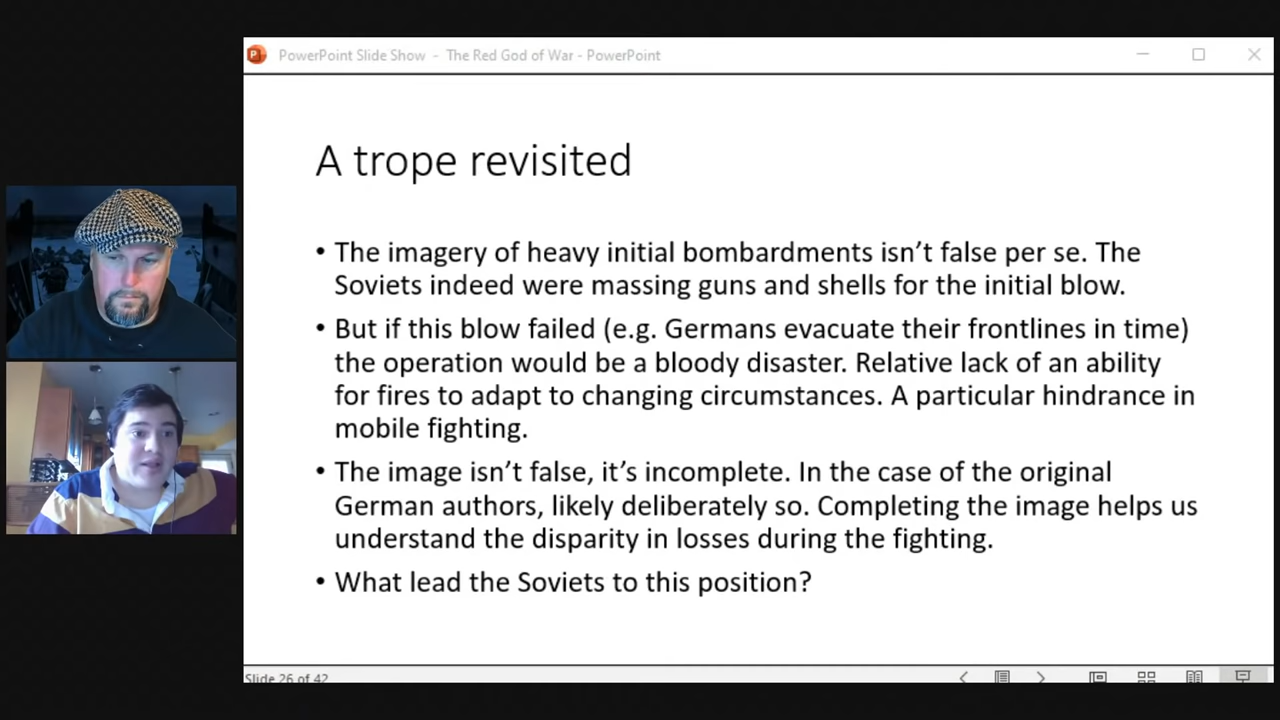 PowerPoint Slide Show - The Red God of War - PowerPoint
A trope revisited
• The imagery of heavy initial bombardments isn’t false per se. The
Soviets indeed were massing guns and shells for the initial blow.
• But if this blow failed (e.g. Germans evacuate their frontlines in time)
the operation would be a bloody disaster. Relative lack of an ability
for fires to adapt to changing circumstances. A particular hindrance in
mobile fighting.
• The image isn’t false, it’s incomplete. In the case of the original
German authors, likely deliberately so. Completing the image helps us
understand the disparity in losses during the fighting.
• What lead the Soviets to this position?
Slide 26 of 42